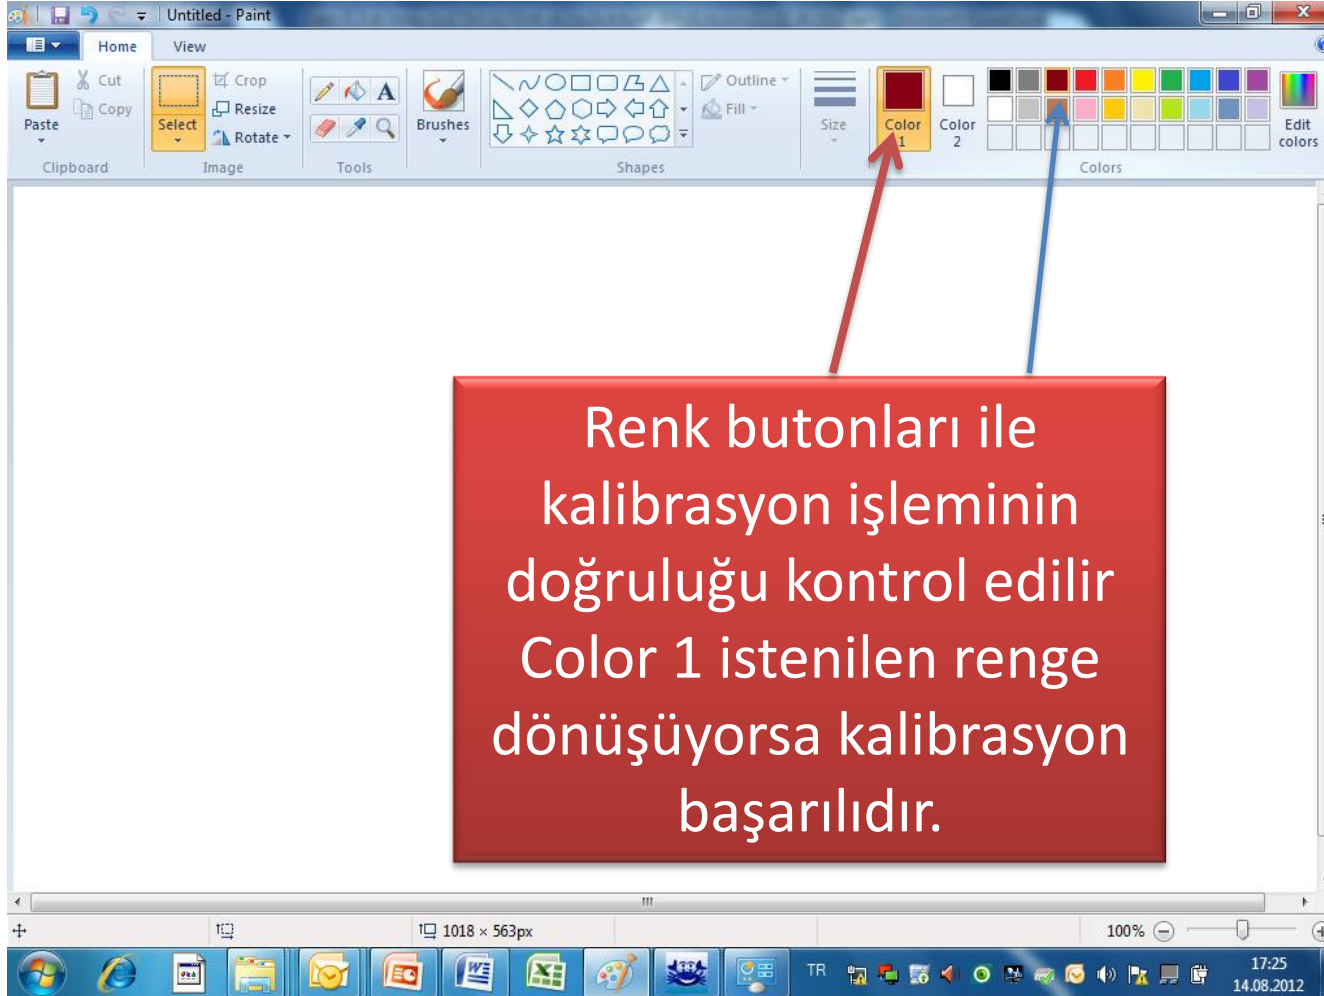 Untitled - Paint
Home View
Cut
Copy
Paste
Clipboard
Select
Crop
Resize
Rotate
Image
A
Tools
Brushes
Outline
Fill
Shapes
Size
Color
1
Color
2
Edit
colors
Colors
Renk butonları ile
kalibrasyon işleminin
doğruluğu kontrol edilir
Color 1 istenilen renge
dönüşüyorsa kalibrasyon
başarılıdır.
1018 × 563px
100%
TR
17:25
14.08.2012